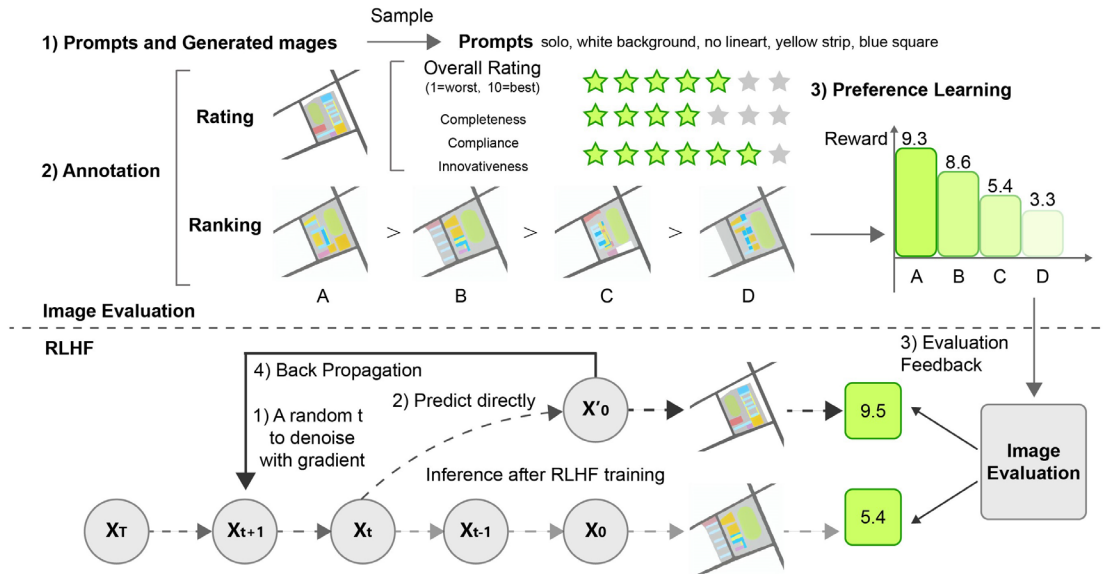 Sample
1) Prompts and Generated mages
Prompts solo, white background, no lineart, yellow strip, blue square
2) Annotation
Rating
Overall Rating
(1=worst, 10=best)
Completeness
Compliance
Innovativeness
Ranking
> > >
A B C D
3) Preference Learning
Reward
9.3
8.6
5.4
3.3
A B C D
Image Evaluation
RLHF
4) Back Propagation
1) A random t
to denoise
with gradient
2) Predict directly
X'0
3) Evaluation
Feedback
9.5
Image
Evaluation
Inference after RLHF training
XT Xt+1 Xt Xt-1 X0
5.4